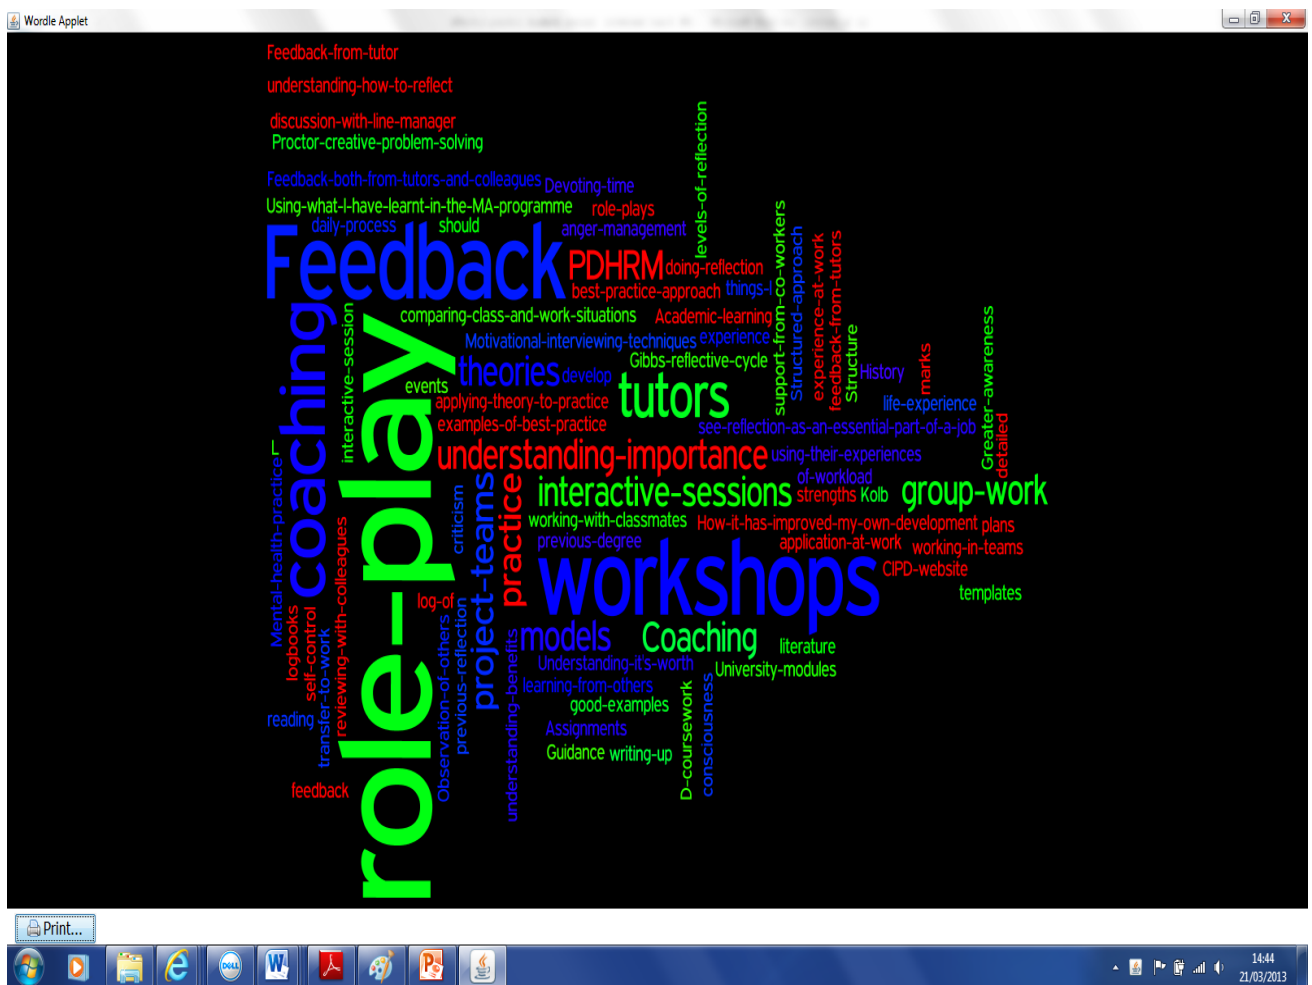 Wordle Applet
Feedback-from-tutor
understanding-how-to-reflect
discussion-with-line-manager
Proctor-creative-problem-solving
Feedback-both-from-tutors-and-colleagues
Devoting-time
Using-what-I-have-learnt-in-the-MA-programme
role-plays
levels-of-reflection
daily-process
should
anger-management
Feedback
PDHRM
doing-reflection
best-practice-approach
things-I
support-from-co-workers
Structured-approach
experience-at-work
feedback-from-tutors
coaching
interactive-session
role-play
comparing-class-and-work-situations
Academic-learning
Motivational-interviewing-techniques
experience
Structure
Gibbs-reflective-cycle
theories
develop
tutors
events
History
marks
Greater-awareness
applying-theory-to-practice
life-experience
examples-of-best-practice
see-reflection-as-an-essential-part-of-a-job
detailed
L
understanding-importance
using-their-experiences
of-workload
Mental-health-practice
criticism
project-teams
practice
interactive-sessions
strengths
Kolb
group-work
working-with-classmates
How-it-has-improved-my-own-development
plans
previous-degree
application-at-work
working-in-teams
workshops
CIPD-website
templates
log-of
logbooks
self-control
transfer-to-work
reviewing-with-colleagues
Observation-of-others
previous-reflection
understanding-benefits
models
Coaching
literature
Understanding-it's-worth
University-modules
learning-from-others
good-examples
D-coursework
consciousness
reading
Assignments
Guidance
writing-up
feedback
Print...
DELL
14:44
21/03/2013